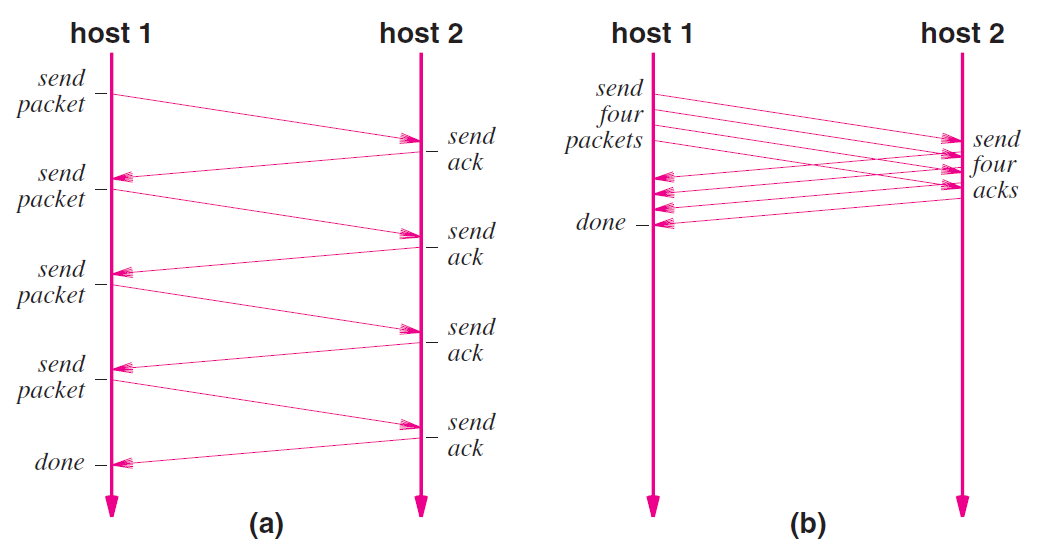 host 1
host 2
send
packet
send
ack
send
packet
send
ack
send
packet
send
ack
send
packet
send
ack
done
(a)
host 1
host 2
send
four
packets
send
four
acks
done
(b)